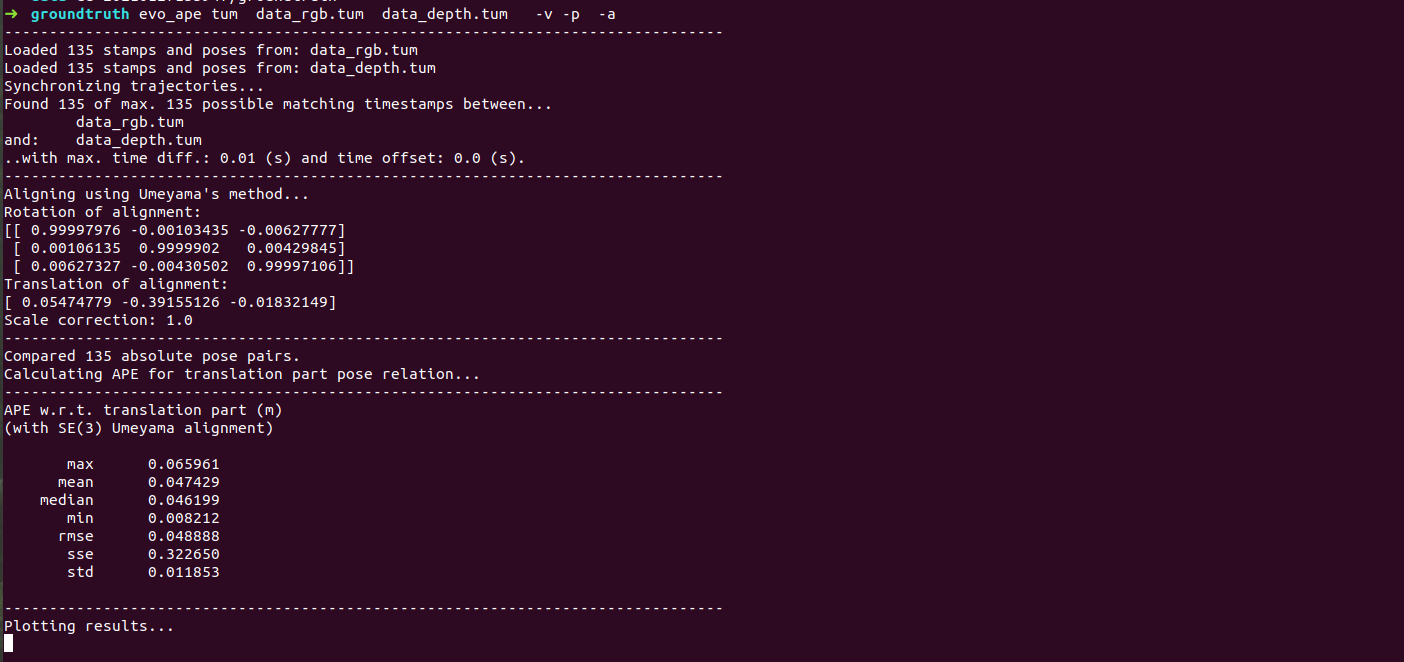 ➜  groundtruth evo_ape tum  data_rgb.tum  data_depth.tum   -v -p  -a
--------------------------------------------------------------------------------
Loaded 135 stamps and poses from: data_rgb.tum
Loaded 135 stamps and poses from: data_depth.tum
Synchronizing trajectories...
Found 135 of max. 135 possible matching timestamps between...
        data_rgb.tum
and:    data_depth.tum
..with max. time diff.: 0.01 (s) and time offset: 0.0 (s).
--------------------------------------------------------------------------------
Aligning using Umeyama's method...
Rotation of alignment:
[[ 0.99997976 -0.00103435 -0.00627777]
 [ 0.00106135  0.9999902   0.00429845]
 [ 0.00627327 -0.00430502  0.99997106]]
Translation of alignment:
[ 0.05474779 -0.39155126 -0.01832149]
Scale correction: 1.0
--------------------------------------------------------------------------------
Compared 135 absolute pose pairs.
Calculating APE for translation part pose relation...
--------------------------------------------------------------------------------
APE w.r.t. translation part (m)
(with SE(3) Umeyama alignment)

       max      0.065961
      mean      0.047429
    median      0.046199
       min      0.008212
      rmse      0.048888
       sse      0.322650
       std      0.011853

--------------------------------------------------------------------------------
Plotting results...